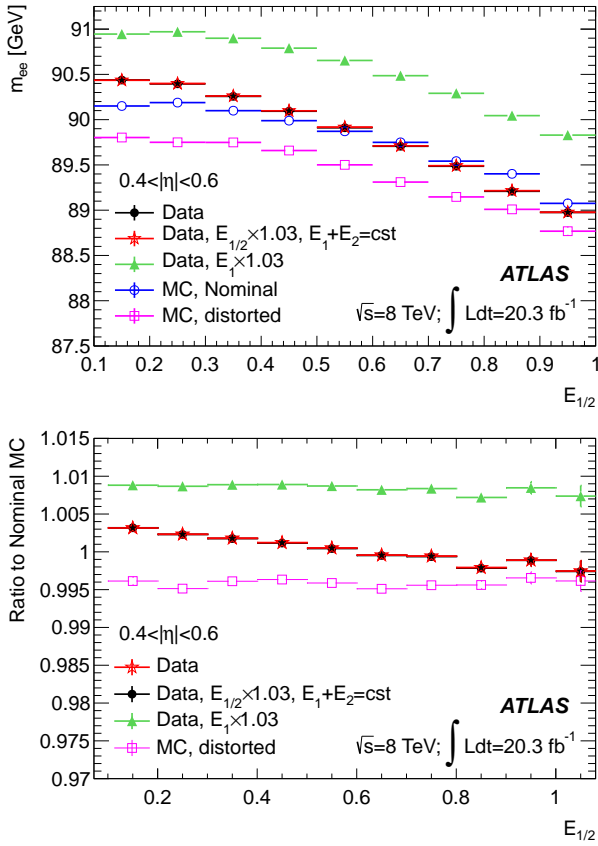 m_ee [GeV]
91
90.5
90
89.5
89
88.5
88
87.5
0.4<|η|<0.6
Data
Data, E_1/2×1.03, E_1+E_2=cst
Data, E_1×1.03
MC, Nominal
MC, distorted
ATLAS
√s=8 TeV; ∫ Ldt=20.3 fb^-1
0.1 0.2 0.3 0.4 0.5 0.6 0.7 0.8 0.9 1
E_1/2
Ratio to Nominal MC
1.015
1.01
1.005
1
0.995
0.99
0.985
0.98
0.975
0.97
0.4<|η|<0.6
Data
Data, E_1/2×1.03, E_1+E_2=cst
Data, E_1×1.03
MC, distorted
ATLAS
√s=8 TeV; ∫ Ldt=20.3 fb^-1
0.2 0.4 0.6 0.8 1
E_1/2